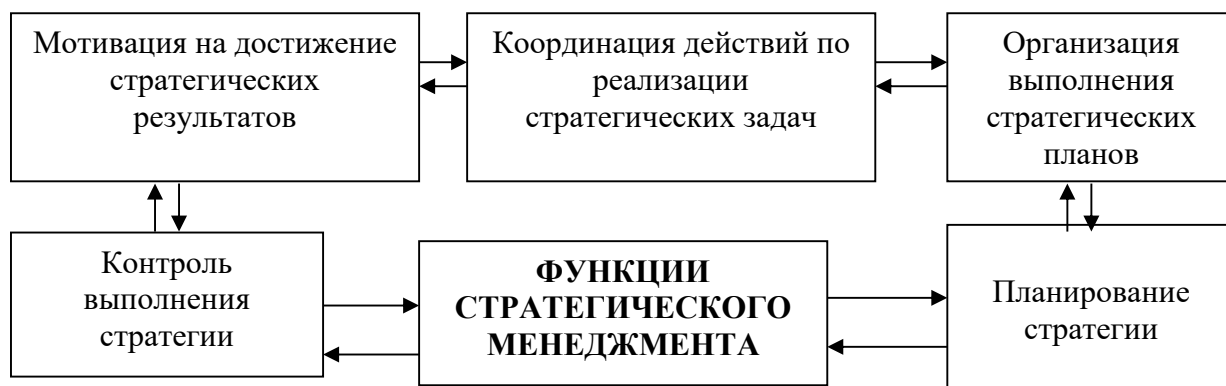 Мотивация на достижение
стратегических
результатов
Координация действий по
реализации
стратегических задач
Организация
выполнения
стратегических
планов
Контроль
выполнения
стратегии
ФУНКЦИИ
СТРАТЕГИЧЕСКОГО
МЕНЕДЖМЕНТА
Планирование
стратегии